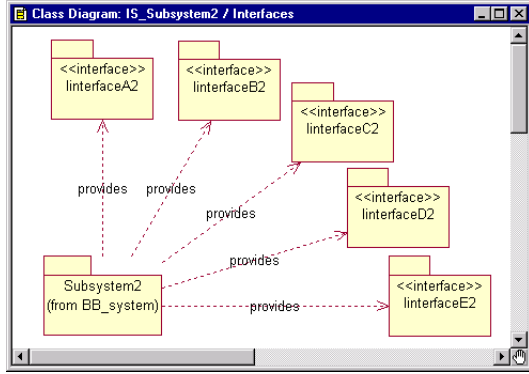 Class Diagram: IS_Subsystem2 / Interfaces
<<interface>>
IinterfaceA2
<<interface>>
IinterfaceB2
<<interface>>
IinterfaceC2
<<interface>>
IinterfaceD2
<<interface>>
IinterfaceE2
provides
provides
provides
provides
provides
Subsystem2
(from BB_system)